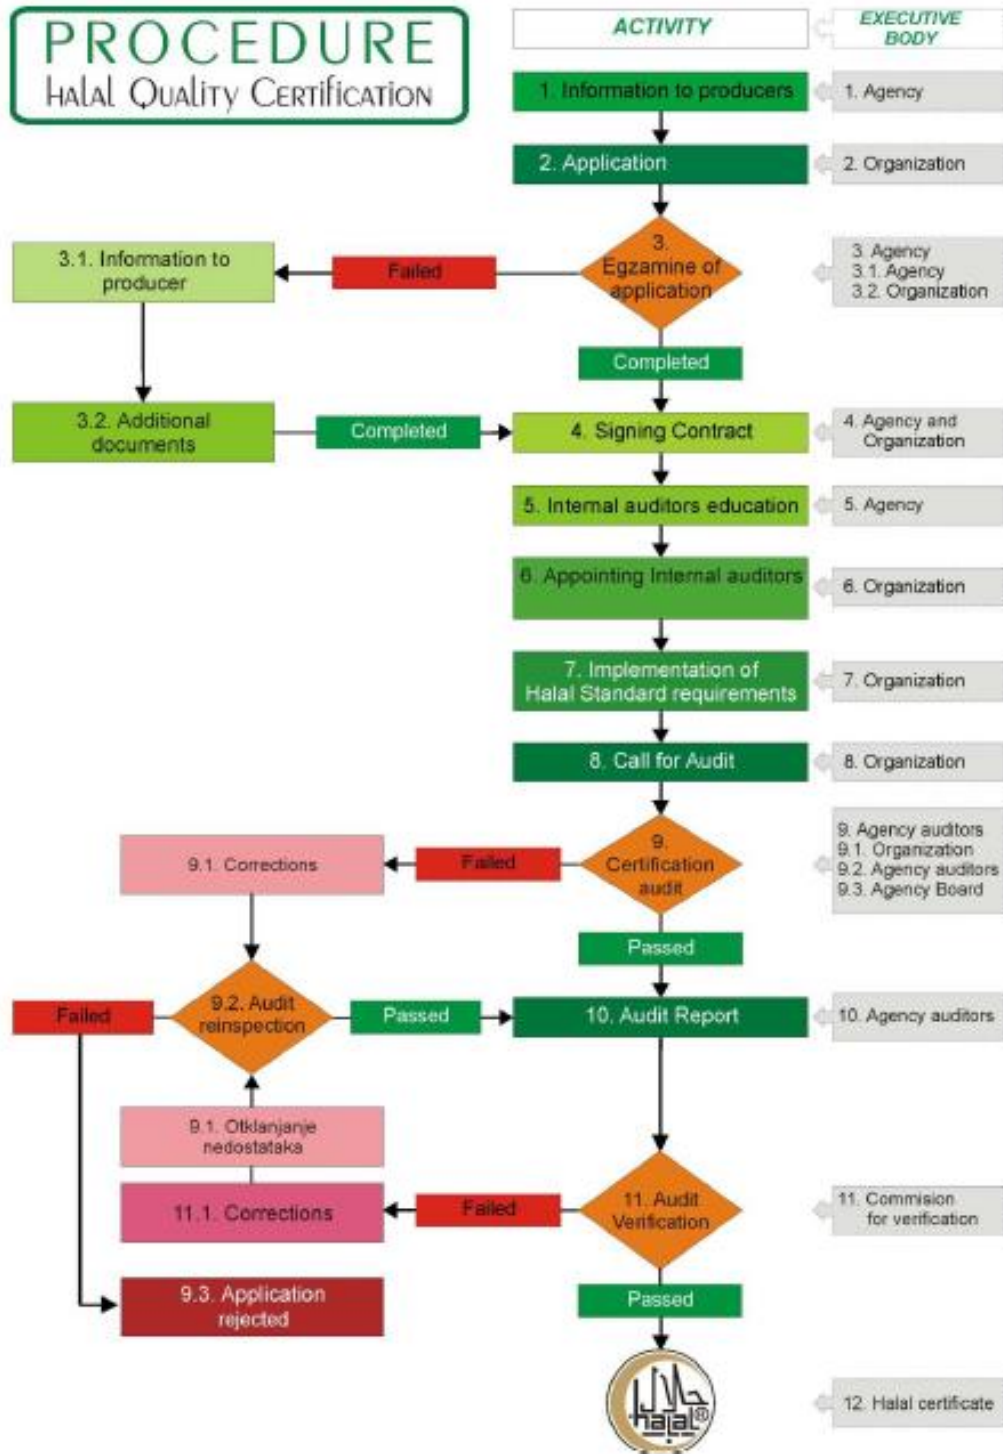 PROCEDURE
Halal Quality Certification
ACTIVITY
EXECUTIVE
BODY
1. Information to producers
1. Agency
2. Application
2. Organization
3.
Egzamine of
application
3. Agency
3.1. Agency
3.2. Organization
Failed
3.1. Information to
producer
Completed
3.2. Additional
documents
Completed
4. Signing Contract
4. Agency and
Organization
5. Internal auditors education
5. Agency
6. Appointing Internal auditors
6. Organization
7. Implementation of
Halal Standard requirements
7. Organization
8. Call for Audit
8. Organization
9.
Certification
audit
9. Agency auditors
9.1. Organization
9.2. Agency auditors
9.3. Agency Board
Failed
9.1. Corrections
Passed
Failed
9.2. Audit
reinspection
Passed
10. Audit Report
10. Agency auditors
9.1. Otklanjanje
nedostataka
11.1. Corrections
Failed
11. Audit
Verification
11. Commision
for verification
9.3. Application
rejected
Passed
حلال
halal®
12. Halal certificate